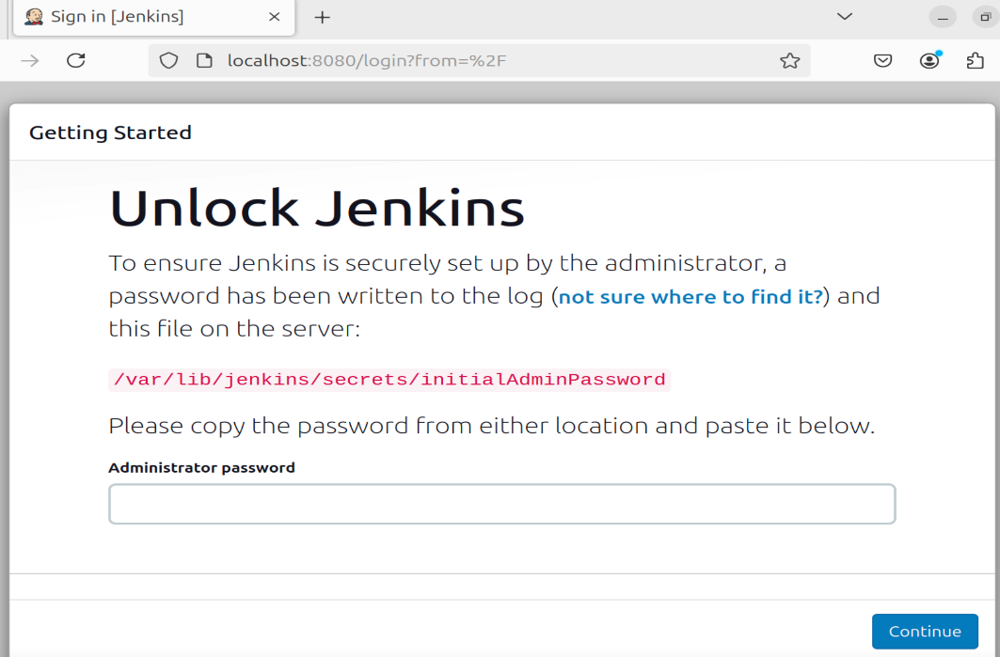 Sign in [Jenkins]
localhost:8080/login?from=%2F
Getting Started
Unlock Jenkins
To ensure Jenkins is securely set up by the administrator, a
password has been written to the log (not sure where to find it?) and
this file on the server:
/var/lib/jenkins/secrets/initialAdminPassword
Please copy the password from either location and paste it below.
Administrator password
Continue